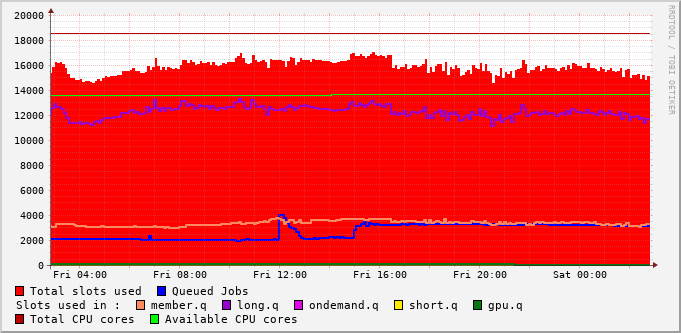 20000
18000
16000
14000
12000
10000
8000
6000
4000
2000
0
Fri 04:00 Fri 08:00 Fri 12:00 Fri 16:00 Fri 20:00 Sat 00:00
RRDTOOL / TOBI OETIKER
Total slots used Queued Jobs
Slots used in : member.q long.q ondemand.q short.q gpu.q
Total CPU cores Available CPU cores